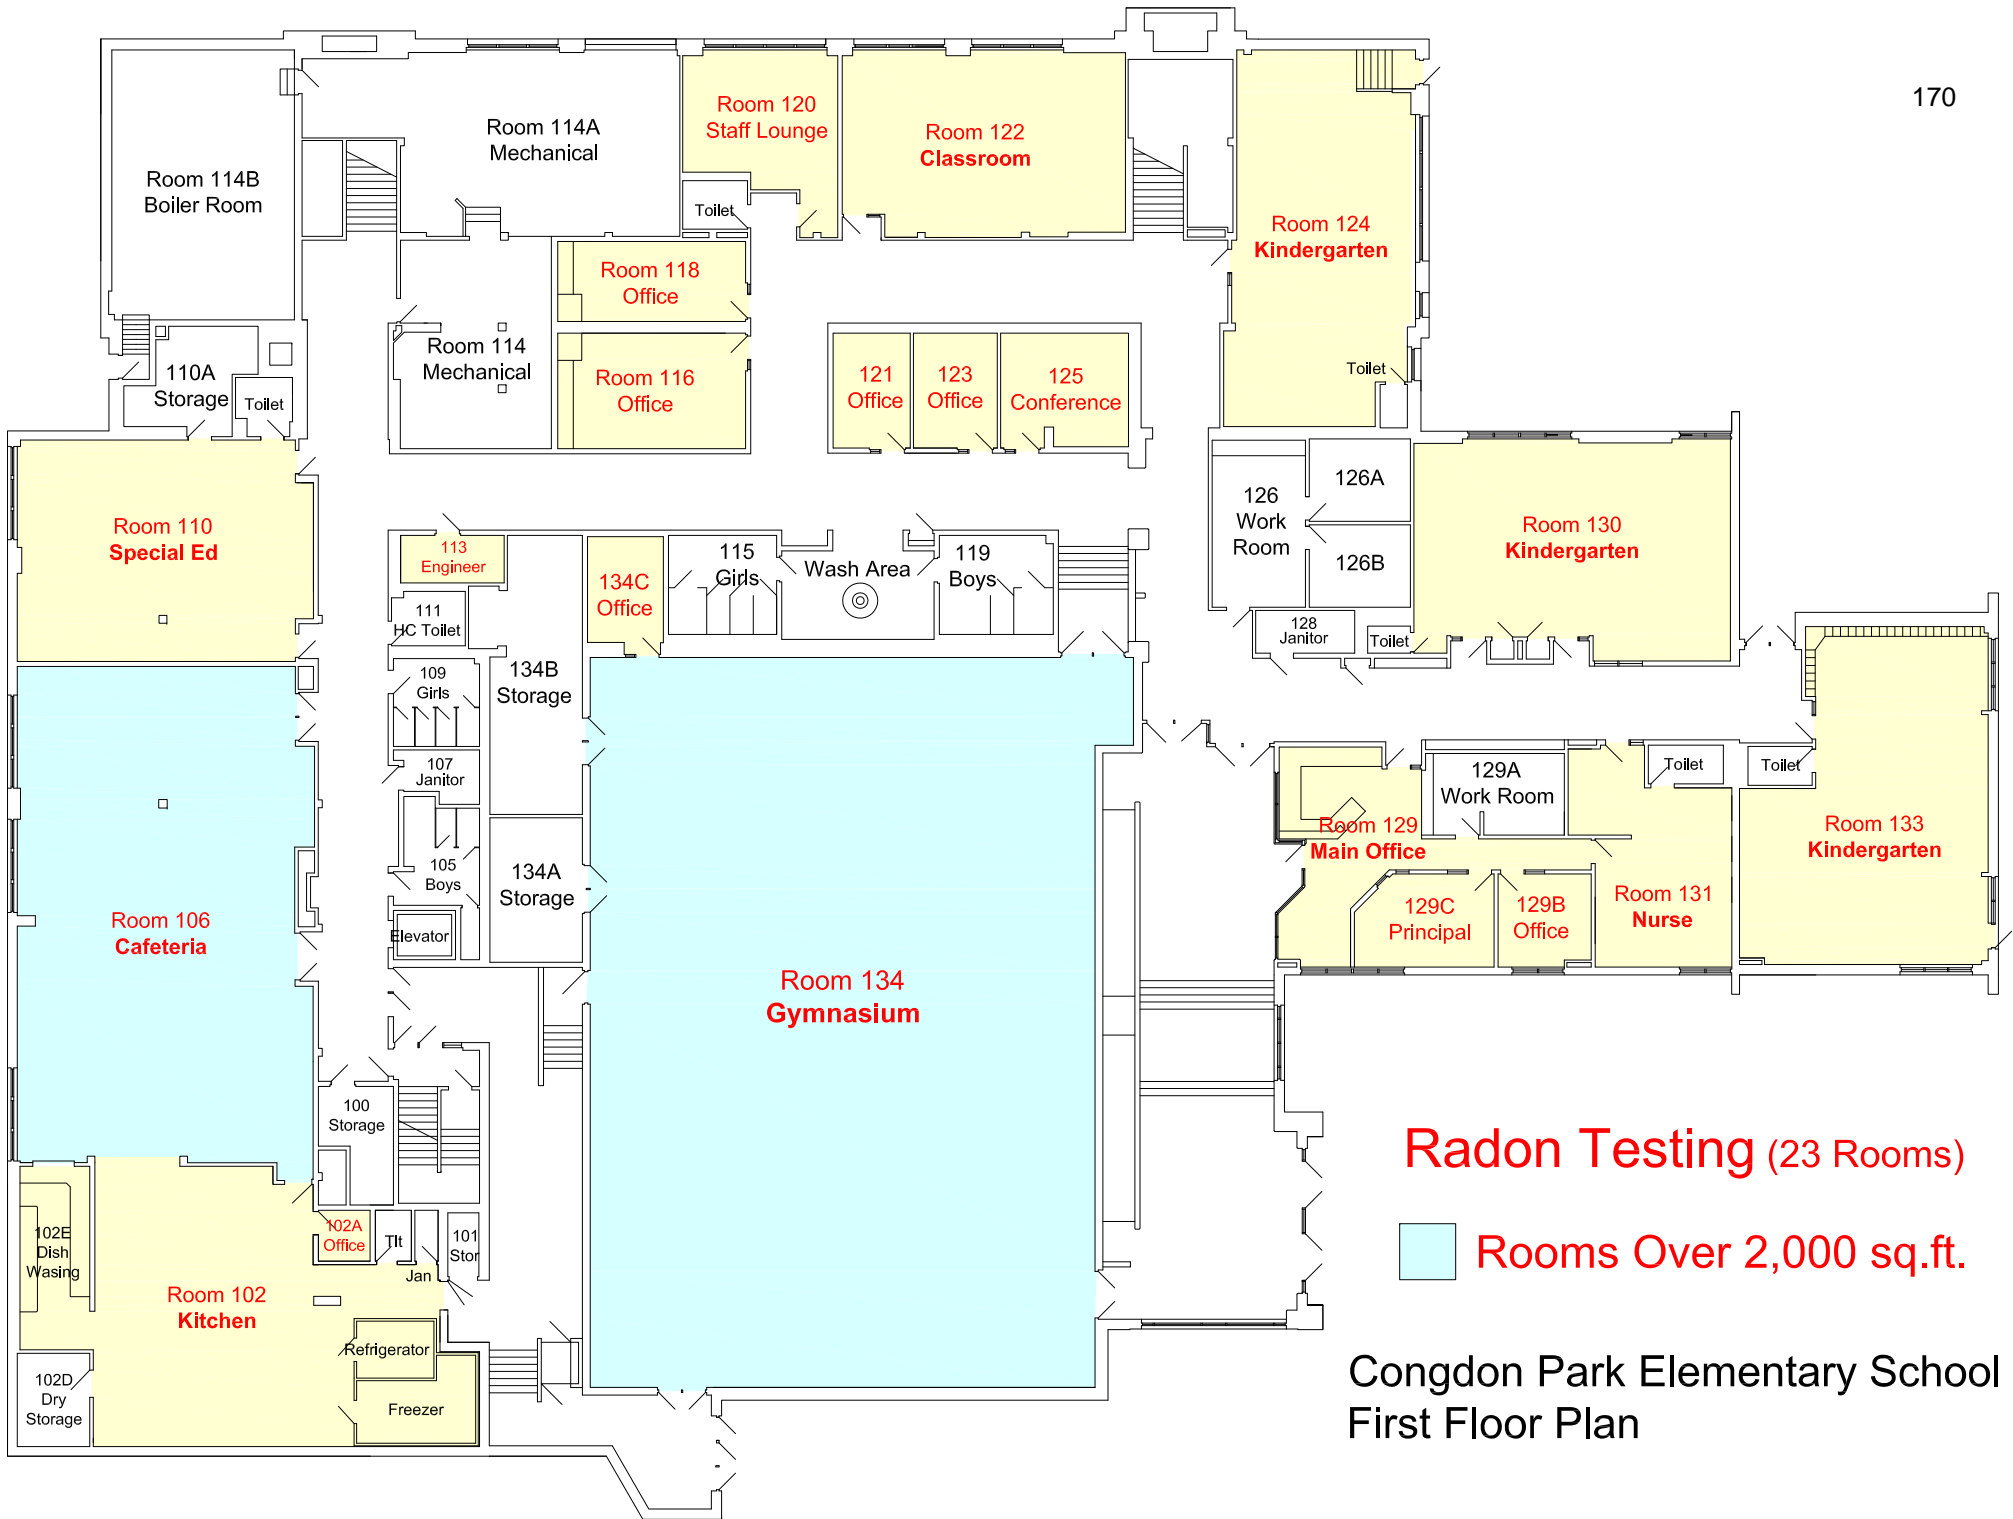 170
Room 114B
Boiler Room
Room 114A
Mechanical
Room 120
Staff Lounge
Room 122
Classroom
Room 124
Kindergarten
Toilet
Room 118
Office
Room 114
Mechanical
Room 116
Office
121
Office
123
Office
125
Conference
Toilet
110A
Storage
Toilet
Room 110
Special Ed
113
Engineer
111
HC Toilet
134C
Office
115
Girls
Wash Area
119
Boys
126
Work
Room
126A
126B
128
Janitor
Toilet
Room 130
Kindergarten
109
Girls
134B
Storage
107
Janitor
105
Boys
134A
Storage
Elevator
Room 106
Cafeteria
Room 134
Gymnasium
Room 129
Main Office
129A
Work Room
Toilet
Toilet
Room 133
Kindergarten
129C
Principal
129B
Office
Room 131
Nurse
100
Storage
102E
Dish
Wasing
102A
Office
Tlt
Jan
101
Stor
Room 102
Kitchen
Refrigerator
Freezer
102D
Dry
Storage
Radon Testing (23 Rooms)
Rooms Over 2,000 sq.ft.
Congdon Park Elementary School
First Floor Plan